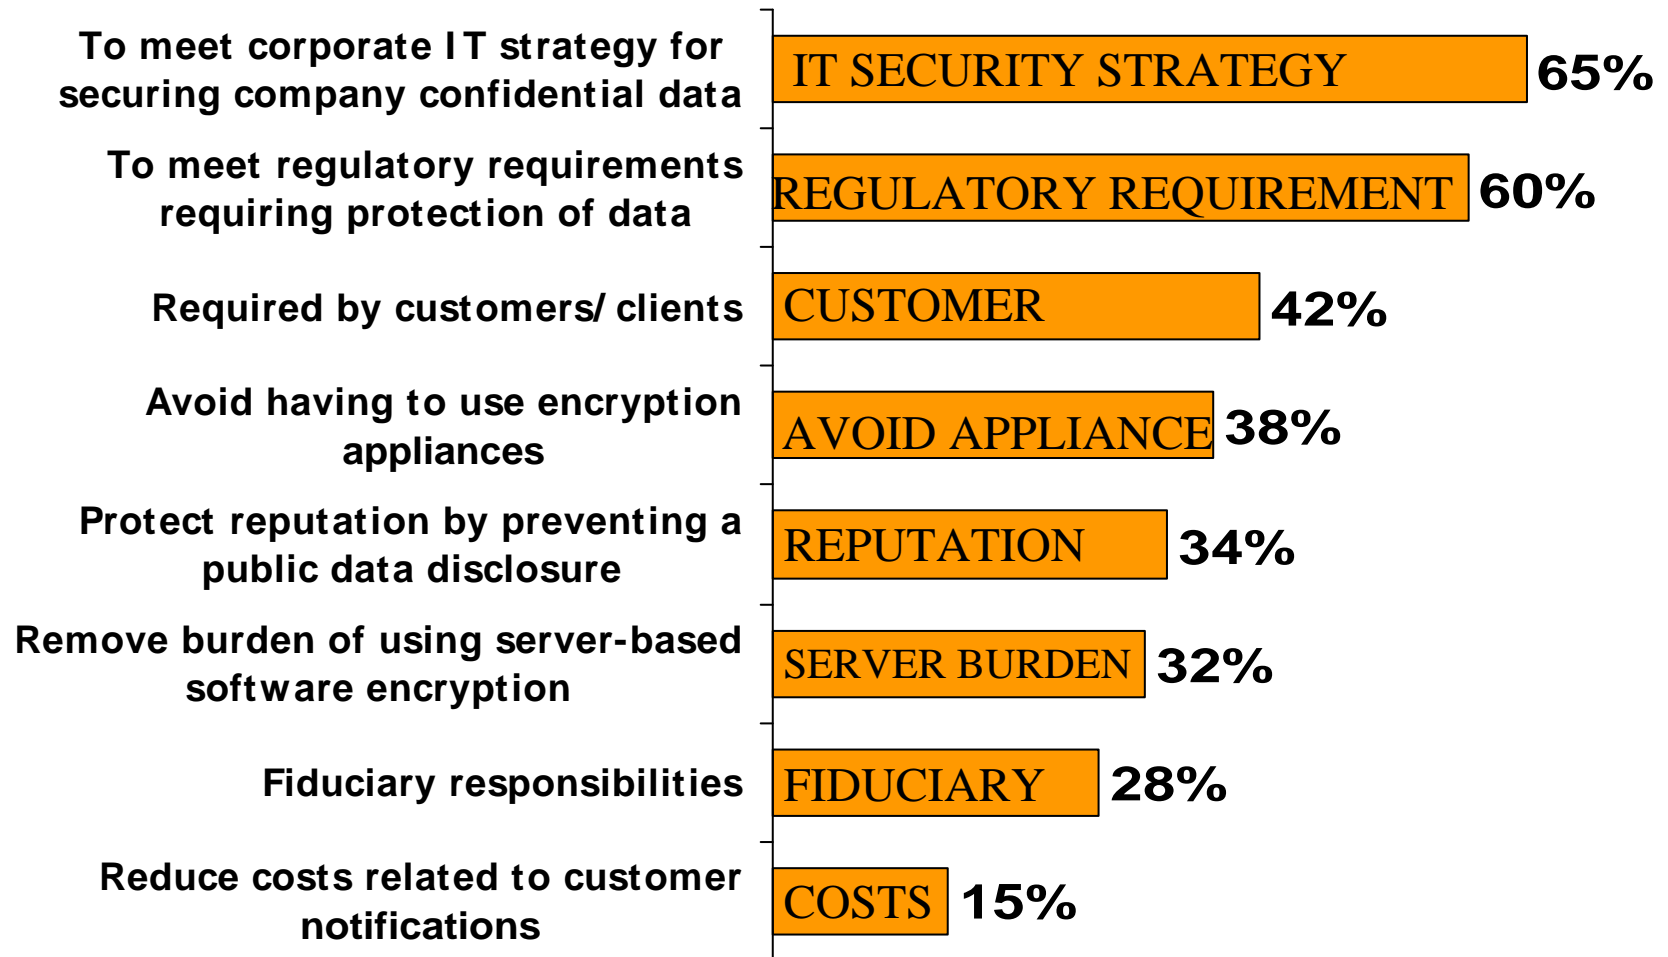 To meet corporate IT strategy for
securing company confidential data
IT SECURITY STRATEGY
65%
To meet regulatory requirements
requiring protection of data
REGULATORY REQUIREMENT
60%
Required by customers/ clients
CUSTOMER
42%
Avoid having to use encryption
appliances
AVOID APPLIANCE
38%
Protect reputation by preventing a
public data disclosure
REPUTATION
34%
Remove burden of using server-based
software encryption
SERVER BURDEN
32%
Fiduciary responsibilities
FIDUCIARY
28%
Reduce costs related to customer
notifications
COSTS
15%